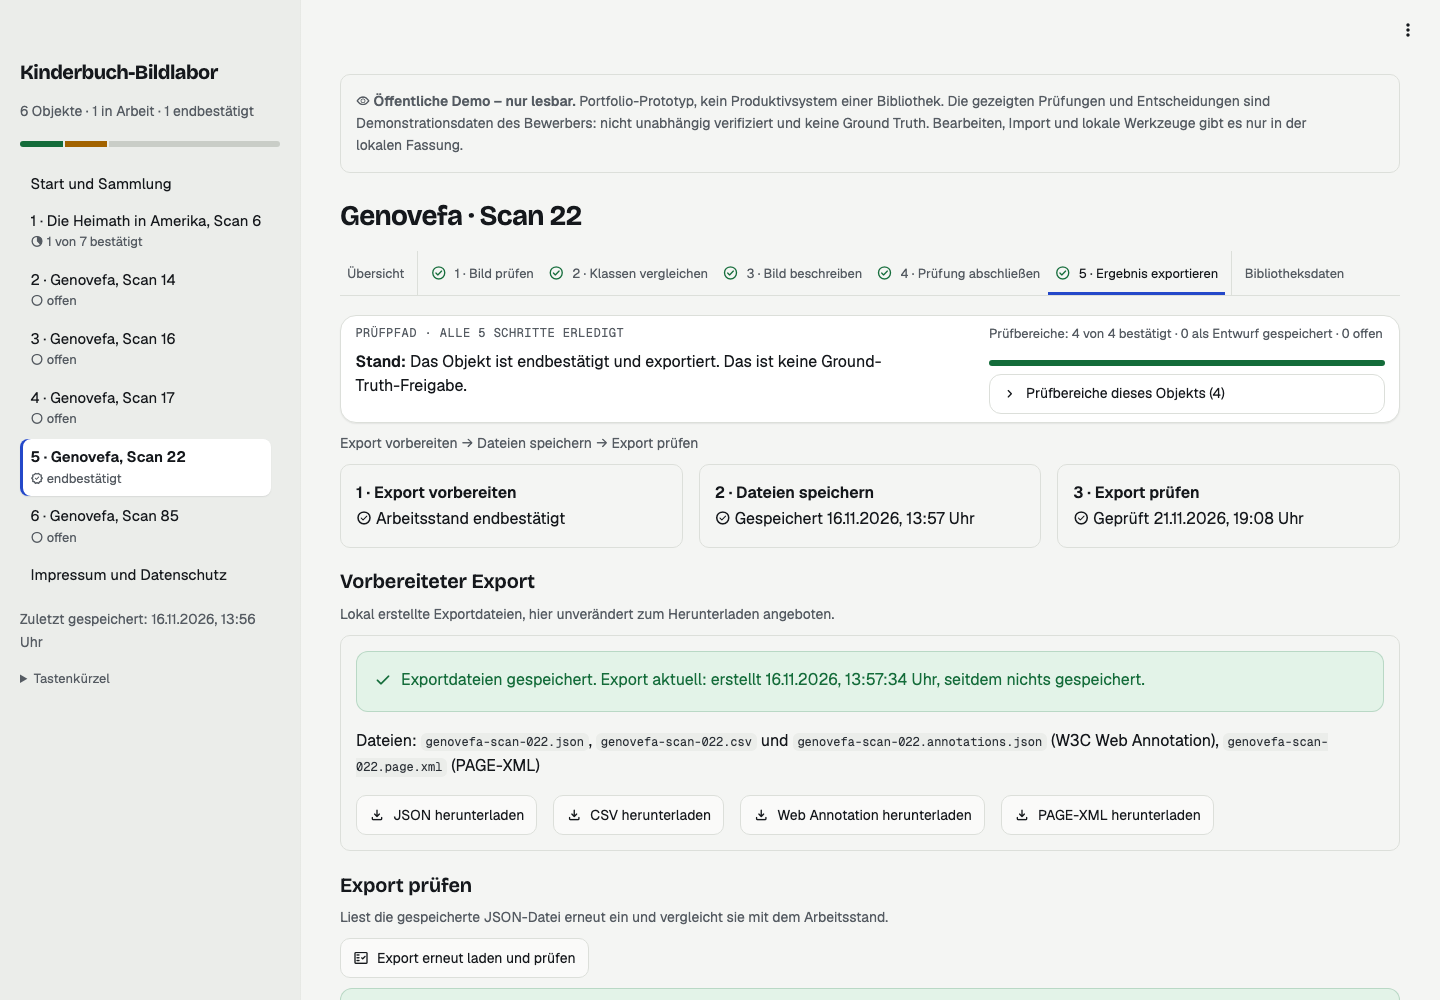 Kinderbuch-Bildlabor
6 Objekte · 1 in Arbeit · 1 endbestätigt
Start und Sammlung
1 · Die Heimath in Amerika, Scan 6
1 von 7 bestätigt
2 · Genovefa, Scan 14
offen
3 · Genovefa, Scan 16
offen
4 · Genovefa, Scan 17
offen
5 · Genovefa, Scan 22
endbestätigt
6 · Genovefa, Scan 85
offen
Impressum und Datenschutz
Zuletzt gespeichert: 16.11.2026, 13:56
Uhr
Tastenkürzel
Öffentliche Demo – nur lesbar. Portfolio-Prototyp, kein Produktivsystem einer Bibliothek. Die gezeigten Prüfungen und Entscheidungen sind
Demonstrationsdaten des Bewerbers: nicht unabhängig verifiziert und keine Ground Truth. Bearbeiten, Import und lokale Werkzeuge gibt es nur in der
lokalen Fassung.
Genovefa · Scan 22
Übersicht 1 · Bild prüfen 2 · Klassen vergleichen 3 · Bild beschreiben 4 · Prüfung abschließen 5 · Ergebnis exportieren Bibliotheksdaten
PRÜFPFAD · ALLE 5 SCHRITTE ERLEDIGT
Stand: Das Objekt ist endbestätigt und exportiert. Das ist keine Ground-
Truth-Freigabe.
Prüfbereiche: 4 von 4 bestätigt · 0 als Entwurf gespeichert · 0 offen
Prüfbereiche dieses Objekts (4)
Export vorbereiten → Dateien speichern → Export prüfen
1 · Export vorbereiten
Arbeitsstand endbestätigt
2 · Dateien speichern
Gespeichert 16.11.2026, 13:57 Uhr
3 · Export prüfen
Geprüft 21.11.2026, 19:08 Uhr
Vorbereiteter Export
Lokal erstellte Exportdateien, hier unverändert zum Herunterladen angeboten.
Exportdateien gespeichert. Export aktuell: erstellt 16.11.2026, 13:57:34 Uhr, seitdem nichts gespeichert.
Dateien: genovefa-scan-022.json, genovefa-scan-022.csv und genovefa-scan-022.annotations.json (W3C Web Annotation), genovefa-scan-
022.page.xml (PAGE-XML)
JSON herunterladen CSV herunterladen Web Annotation herunterladen PAGE-XML herunterladen
Export prüfen
Liest die gespeicherte JSON-Datei erneut ein und vergleicht sie mit dem Arbeitsstand.
Export erneut laden und prüfen